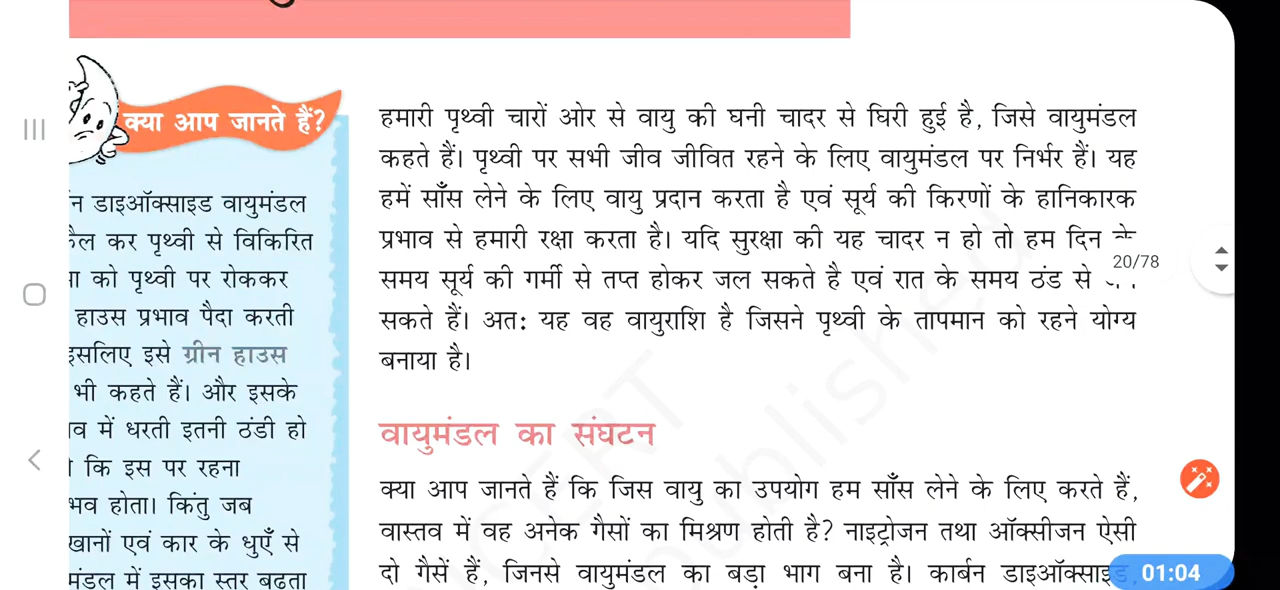 क्या आप जानते हैं?
न डाइऑक्साइड वायुमंडल
कर पृथ्वी से विकिरित
को पृथ्वी पर रोककर
हाउस प्रभाव पैदा करती
इसलिए इसे ग्रीन हाउस
भी कहते हैं। और इसके
व में धरती इतनी ठंडी हो
कि इस पर रहना
भव होता। किंतु जब
खानों एवं कार के धुएँ से
मंडल में इसका स्तर बढ़ता
हमारी पृथ्वी चारों ओर से वायु की घनी चादर से घिरी हुई है, जिसे वायुमंडल
कहते हैं। पृथ्वी पर सभी जीव जीवित रहने के लिए वायुमंडल पर निर्भर हैं। यह
हमें साँस लेने के लिए वायु प्रदान करता है एवं सूर्य की किरणों के हानिकारक
प्रभाव से हमारी रक्षा करता है। यदि सुरक्षा की यह चादर न हो तो हम दिन के
समय सूर्य की गर्मी से तप्त होकर जल सकते है एवं रात के समय ठंड से
सकते हैं। अत: यह वह वायुराशि है जिसने पृथ्वी के तापमान को रहने योग्य
बनाया है।
वायुमंडल का संघटन
क्या आप जानते हैं कि जिस वायु का उपयोग हम साँस लेने के लिए करते हैं,
वास्तव में वह अनेक गैसों का मिश्रण होती है? नाइट्रोजन तथा ऑक्सीजन ऐसी
दो गैसें हैं, जिनसे वायुमंडल का बड़ा भाग बना है। कार्बन डाइऑक्साइड,
20/78
01:04